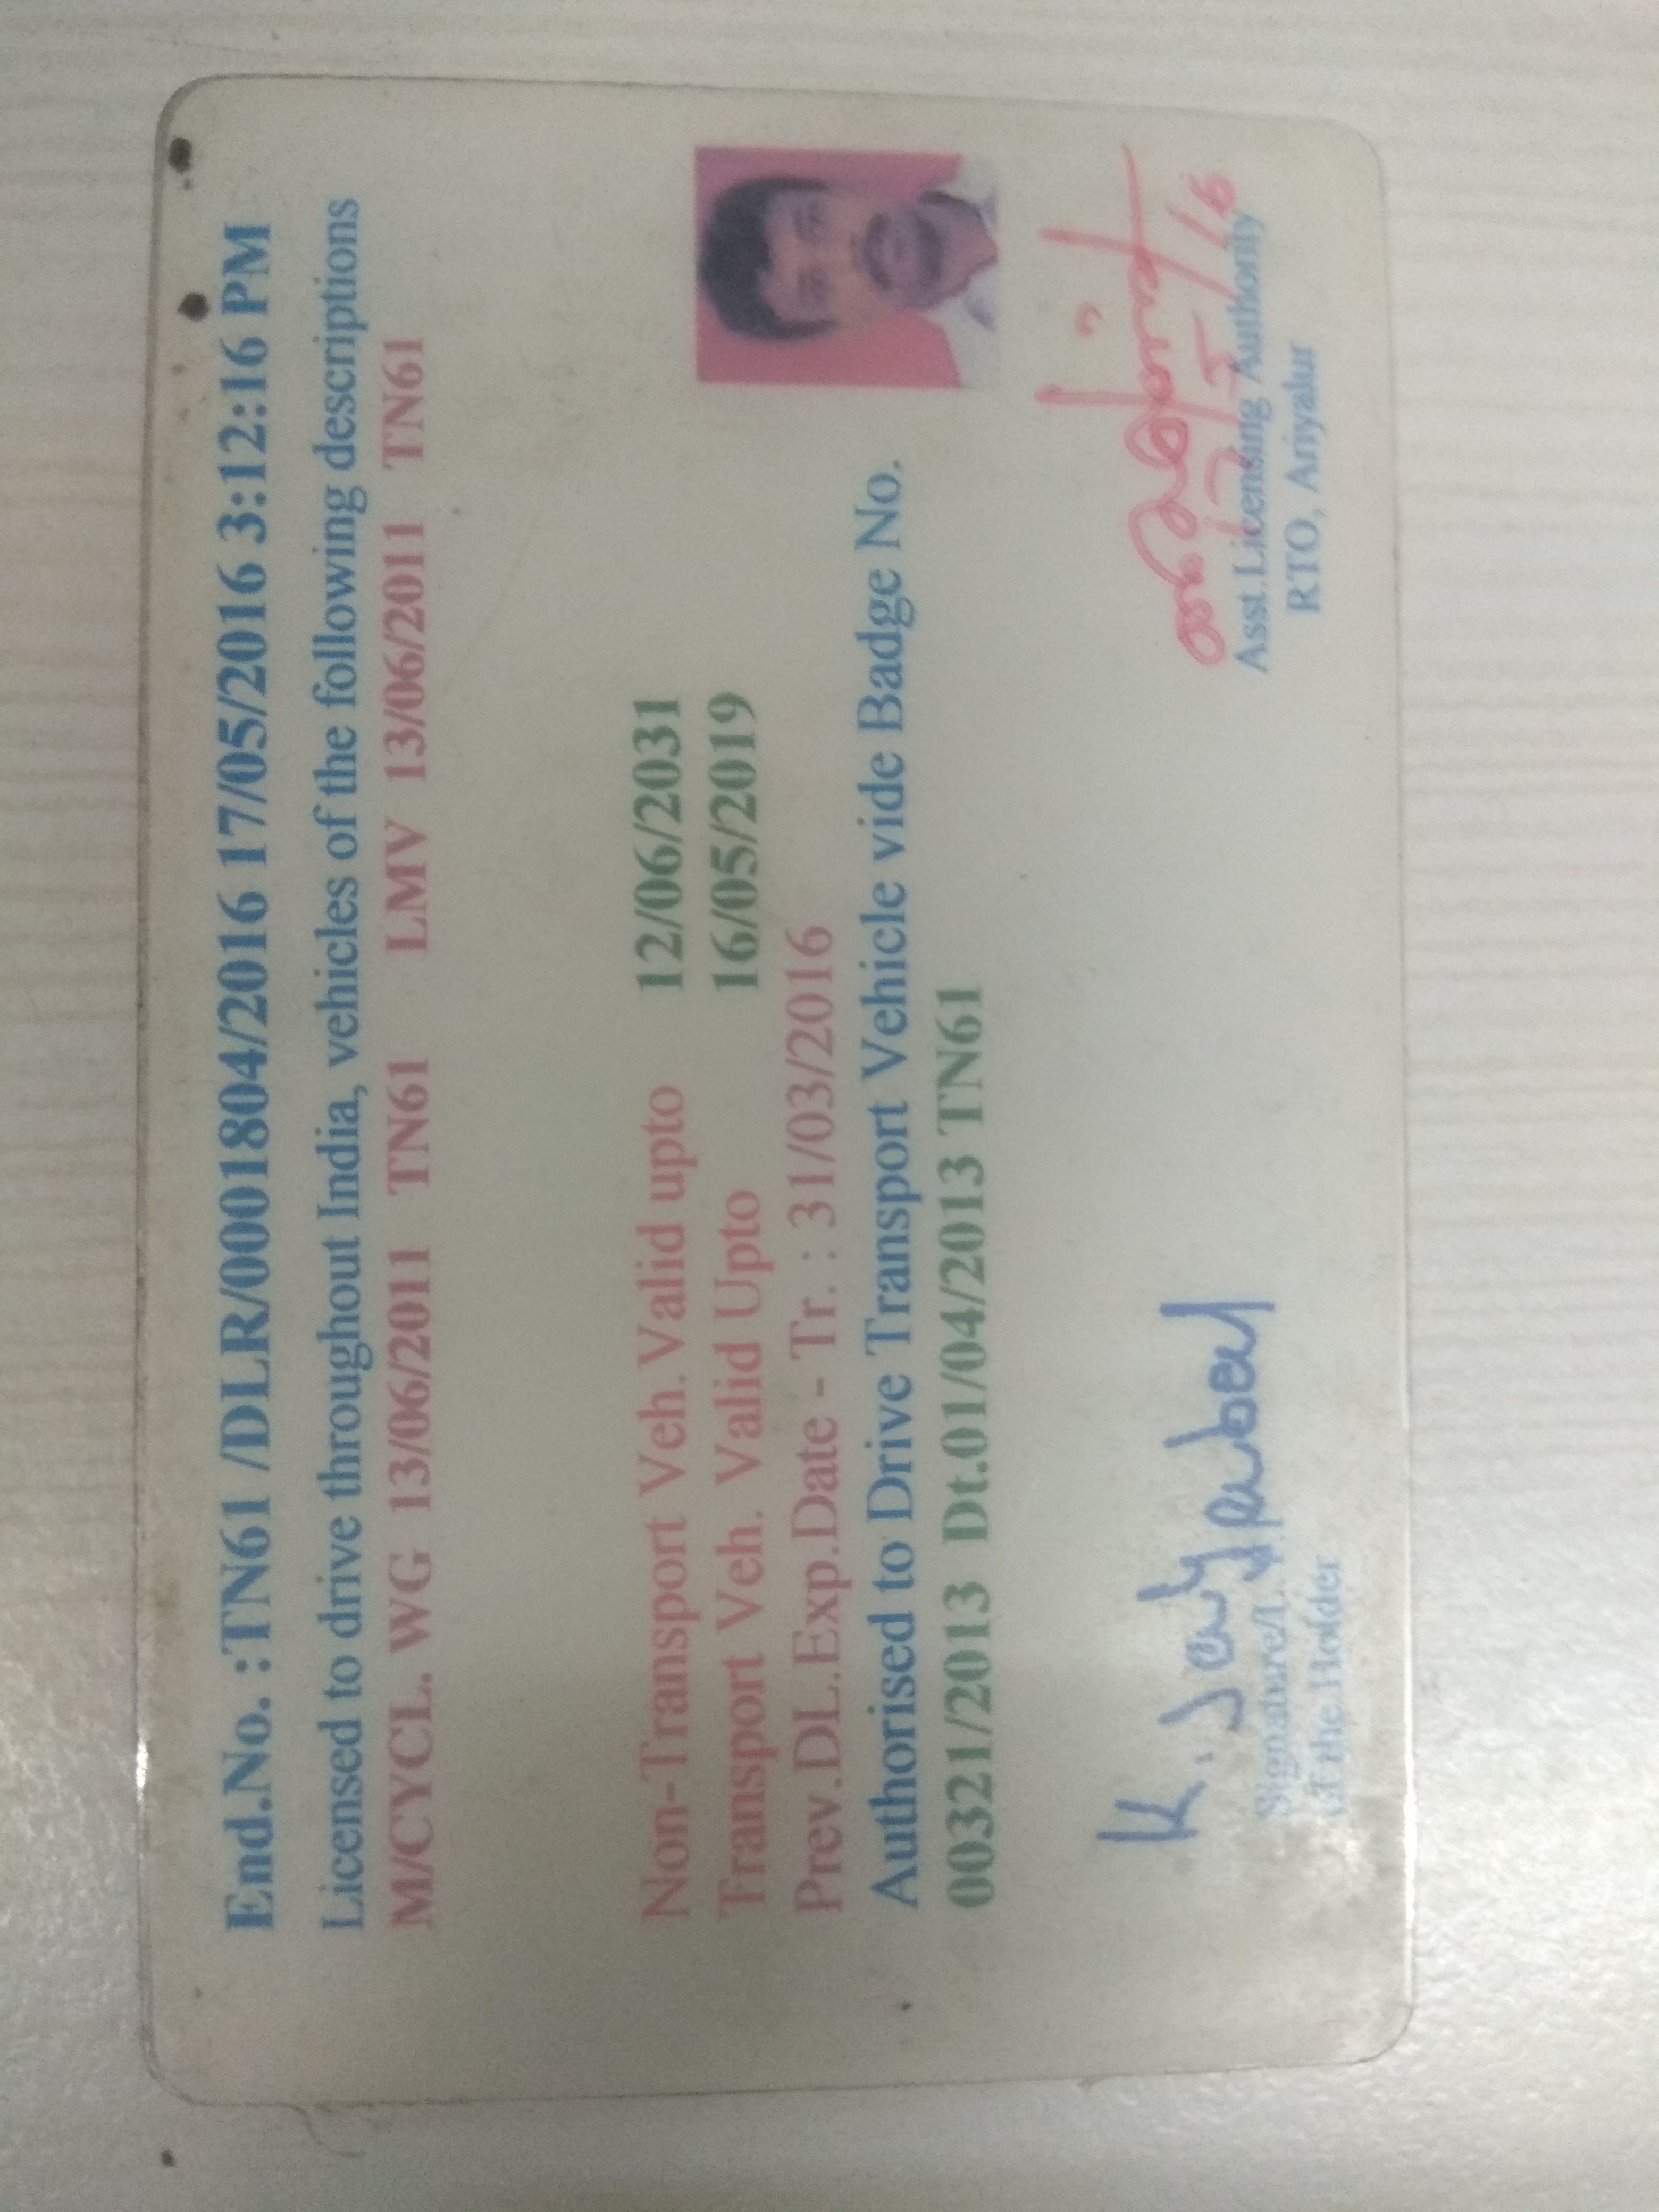 End.No. :TN61 /DLR/0001804/2016 17/05/2016 3:12:16 PM
Licensed to drive throughout India, vehicles of the following descriptions
M/CYCL. WG 13/06/2011 TN61 LMV 13/06/2011 TN61
Non-Transport Veh. Valid upto 12/06/2031
Transport Veh. Valid Upto 16/05/2019
Prev.DL.Exp.Date - Tr. : 31/03/2016
Authorised to Drive Transport Vehicle vide Badge No.
00321/2013 Dt.01/04/2013 TN61
K.
Signature/
of the Holder
Asst.Licensing Authority
RTO, Ariyalur